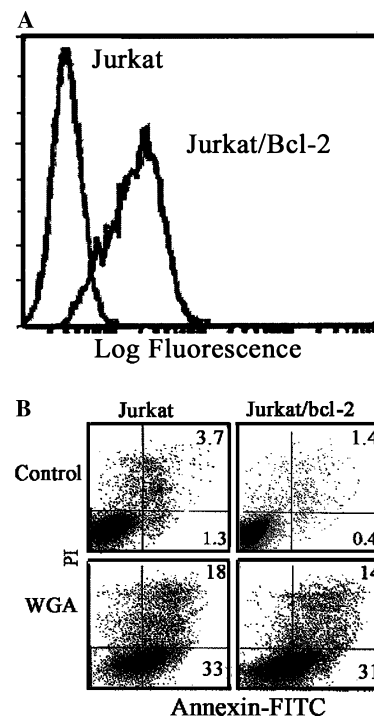 A
Jurkat
Jurkat/Bcl-2
Log Fluorescence
B
Jurkat Jurkat/bcl-2
Control
3.7 1.4
1.3 0.4
PI
WGA
18 14
33 31
Annexin-FITC